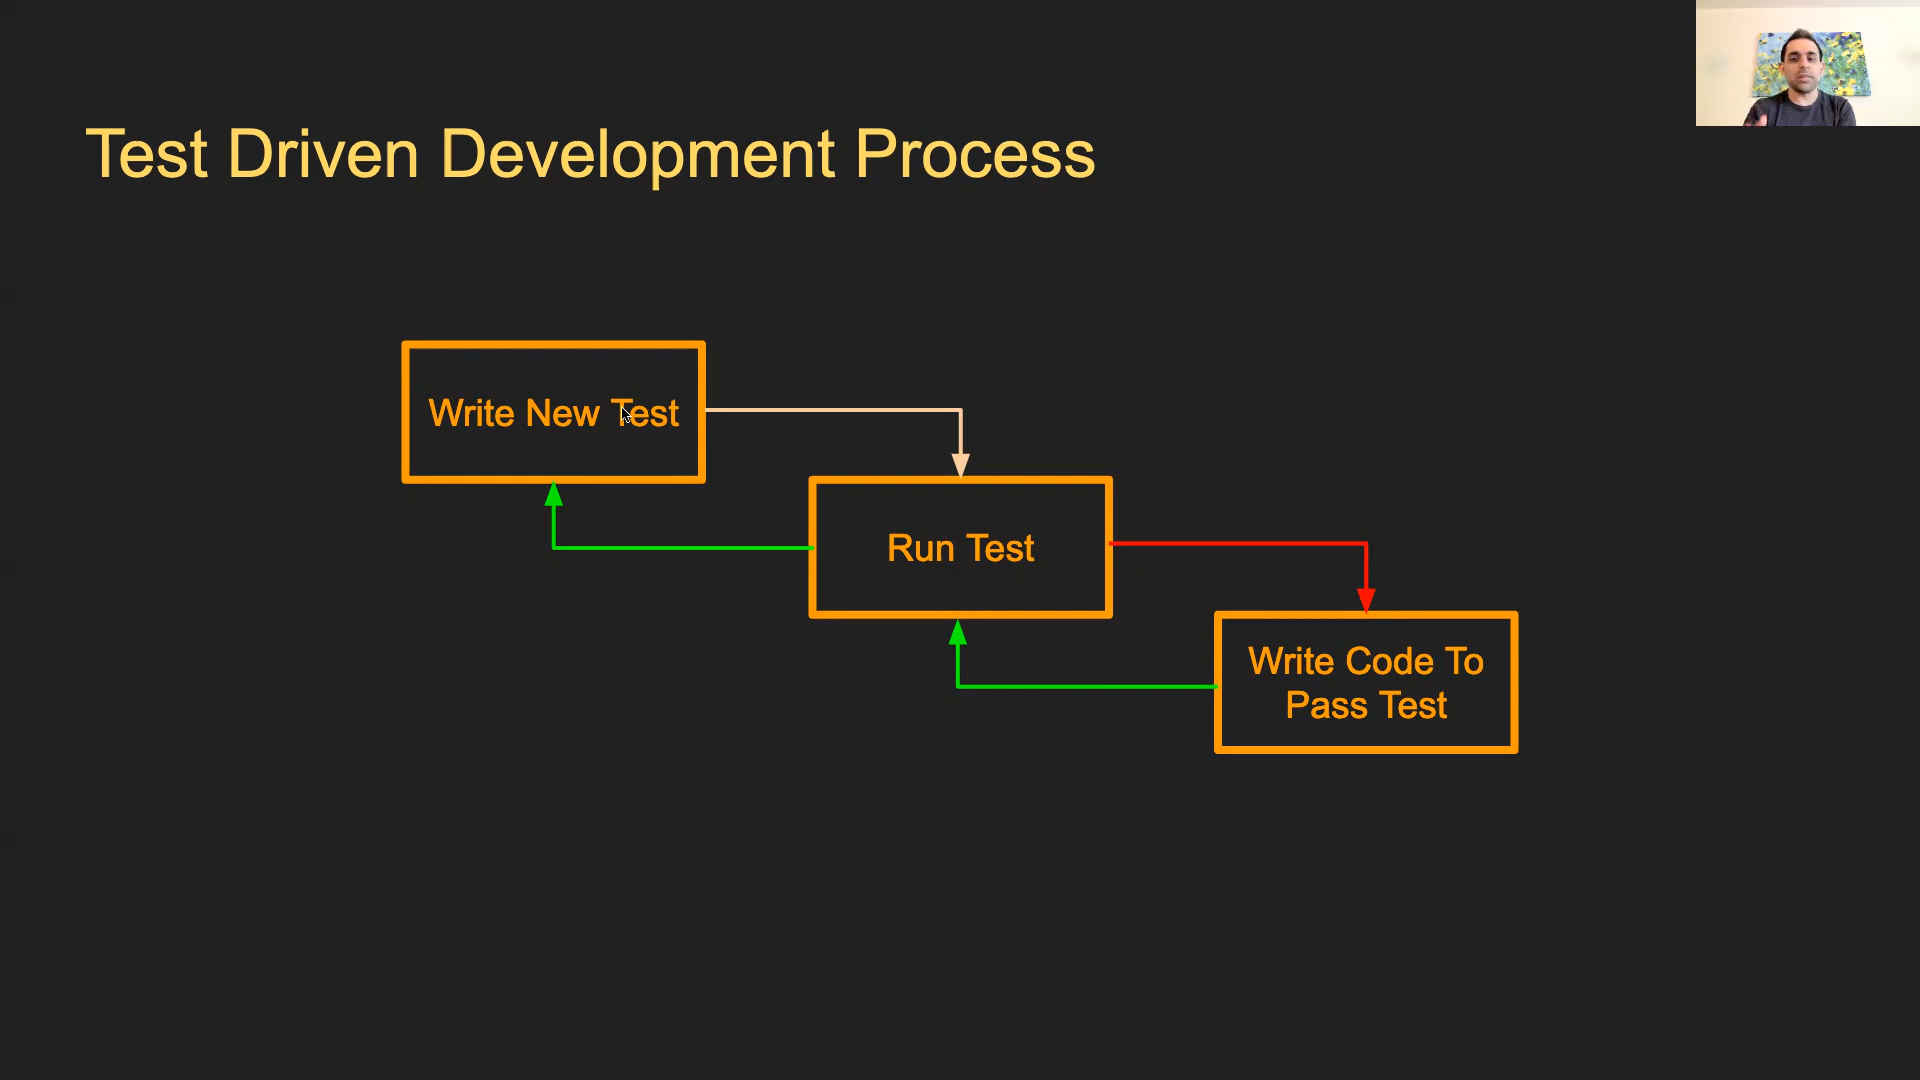 Test Driven Development Process
Write New Test
Run Test
Write Code To
Pass Test